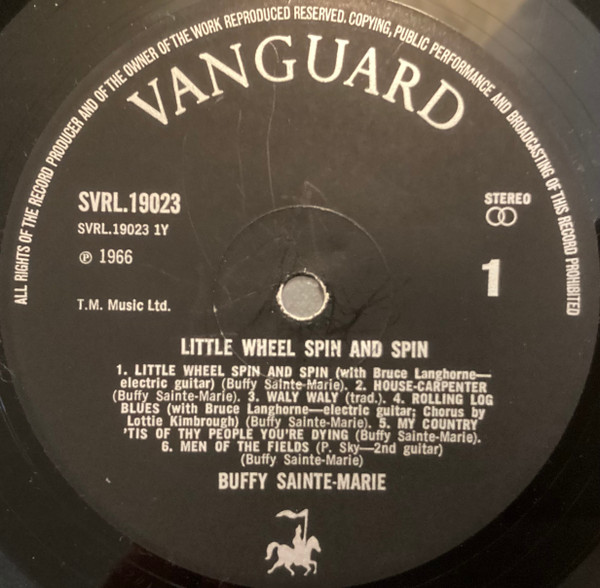 ALL RIGHTS OF THE RECORD PRODUCER AND OF THE OWNER OF THE WORK REPRODUCED RESERVED. COPYING, PUBLIC PERFORMANCE AND BROADCASTING OF THIS RECORD PROHIBITED
VANGUARD
SVRL.19023
SVRL.19023 1Y
℗ 1966
T.M. Music Ltd.
STEREO
1
LITTLE WHEEL SPIN AND SPIN
1. LITTLE WHEEL SPIN AND SPIN (with Bruce Langhorne—
electric guitar) (Buffy Sainte-Marie). 2. HOUSE-CARPENTER
(Buffy Sainte-Marie). 3. WALY WALY (trad.). 4. ROLLING LOG
BLUES (with Bruce Langhorne—electric guitar; Chorus by
Lottie Kimbrough) (Buffy Sainte-Marie). 5. MY COUNTRY
'TIS OF THY PEOPLE YOU'RE DYING (Buffy Sainte-Marie).
6. MEN OF THE FIELDS (P. Sky—2nd guitar)
(Buffy Sainte-Marie)
BUFFY SAINTE-MARIE